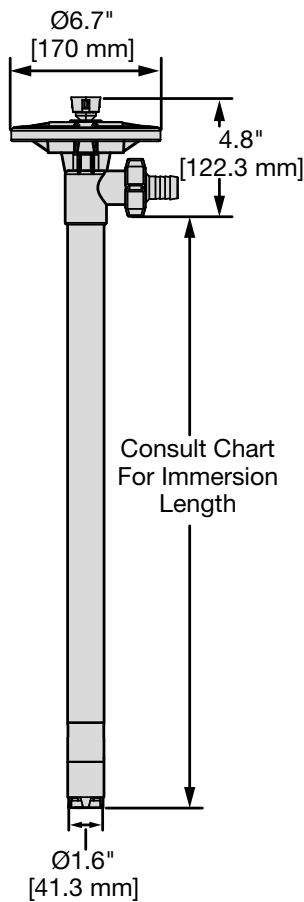 Ø6.7"
[170 mm]
4.8"
[122.3 mm]
Consult Chart
For Immersion
Length
Ø1.6"
[41.3 mm]